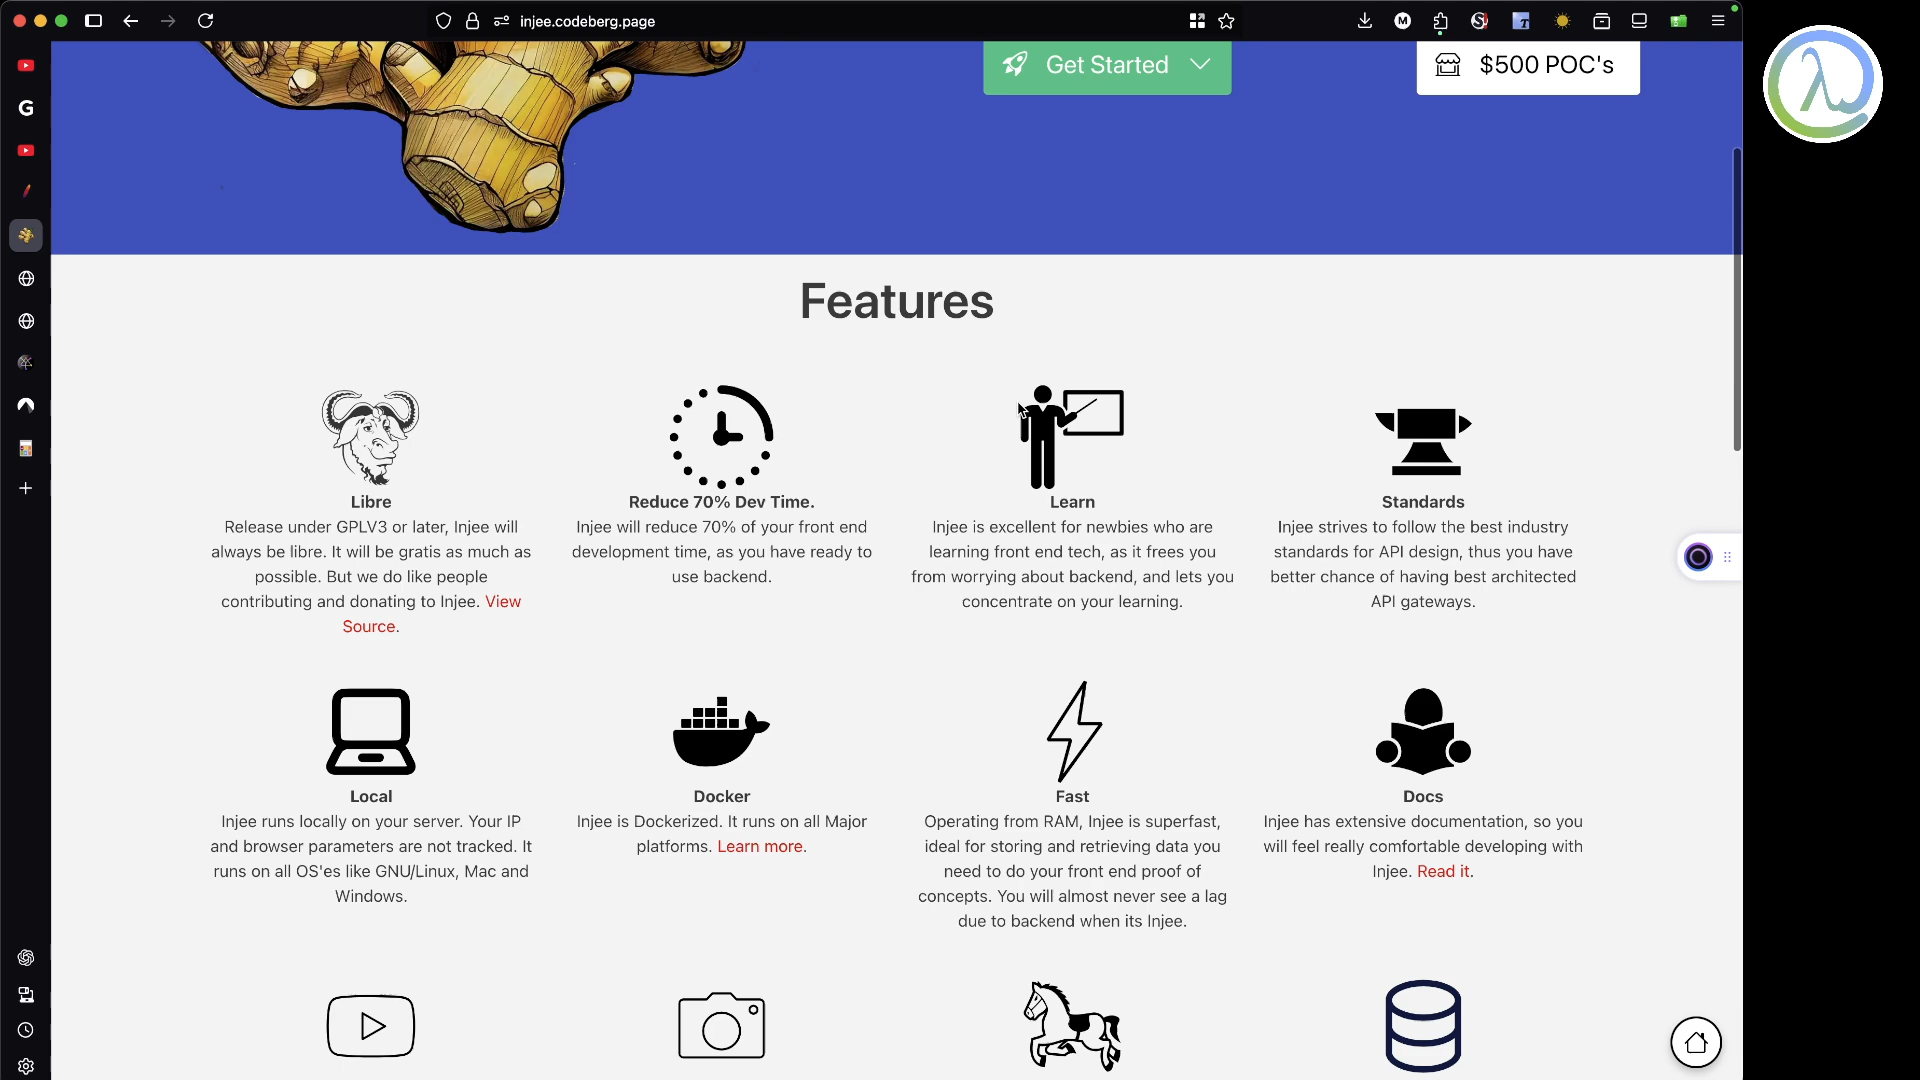 injee.codeberg.page
Get Started
$500 POC's
Features
Libre
Release under GPLV3 or later, Injee will
always be libre. It will be gratis as much as
possible. But we do like people
contributing and donating to Injee. View
Source.
Reduce 70% Dev Time.
Injee will reduce 70% of your front end
development time, as you have ready to
use backend.
Learn
Injee is excellent for newbies who are
learning front end tech, as it frees you
from worrying about backend, and lets you
concentrate on your learning.
Standards
Injee strives to follow the best industry
standards for API design, thus you have
better chance of having best architected
API gateways.
Local
Injee runs locally on your server. Your IP
and browser parameters are not tracked. It
runs on all OS'es like GNU/Linux, Mac and
Windows.
Docker
Injee is Dockerized. It runs on all Major
platforms. Learn more.
Fast
Operating from RAM, Injee is superfast,
ideal for storing and retrieving data you
need to do your front end proof of
concepts. You will almost never see a lag
due to backend when its Injee.
Docs
Injee has extensive documentation, so you
will feel really comfortable developing with
Injee. Read it.